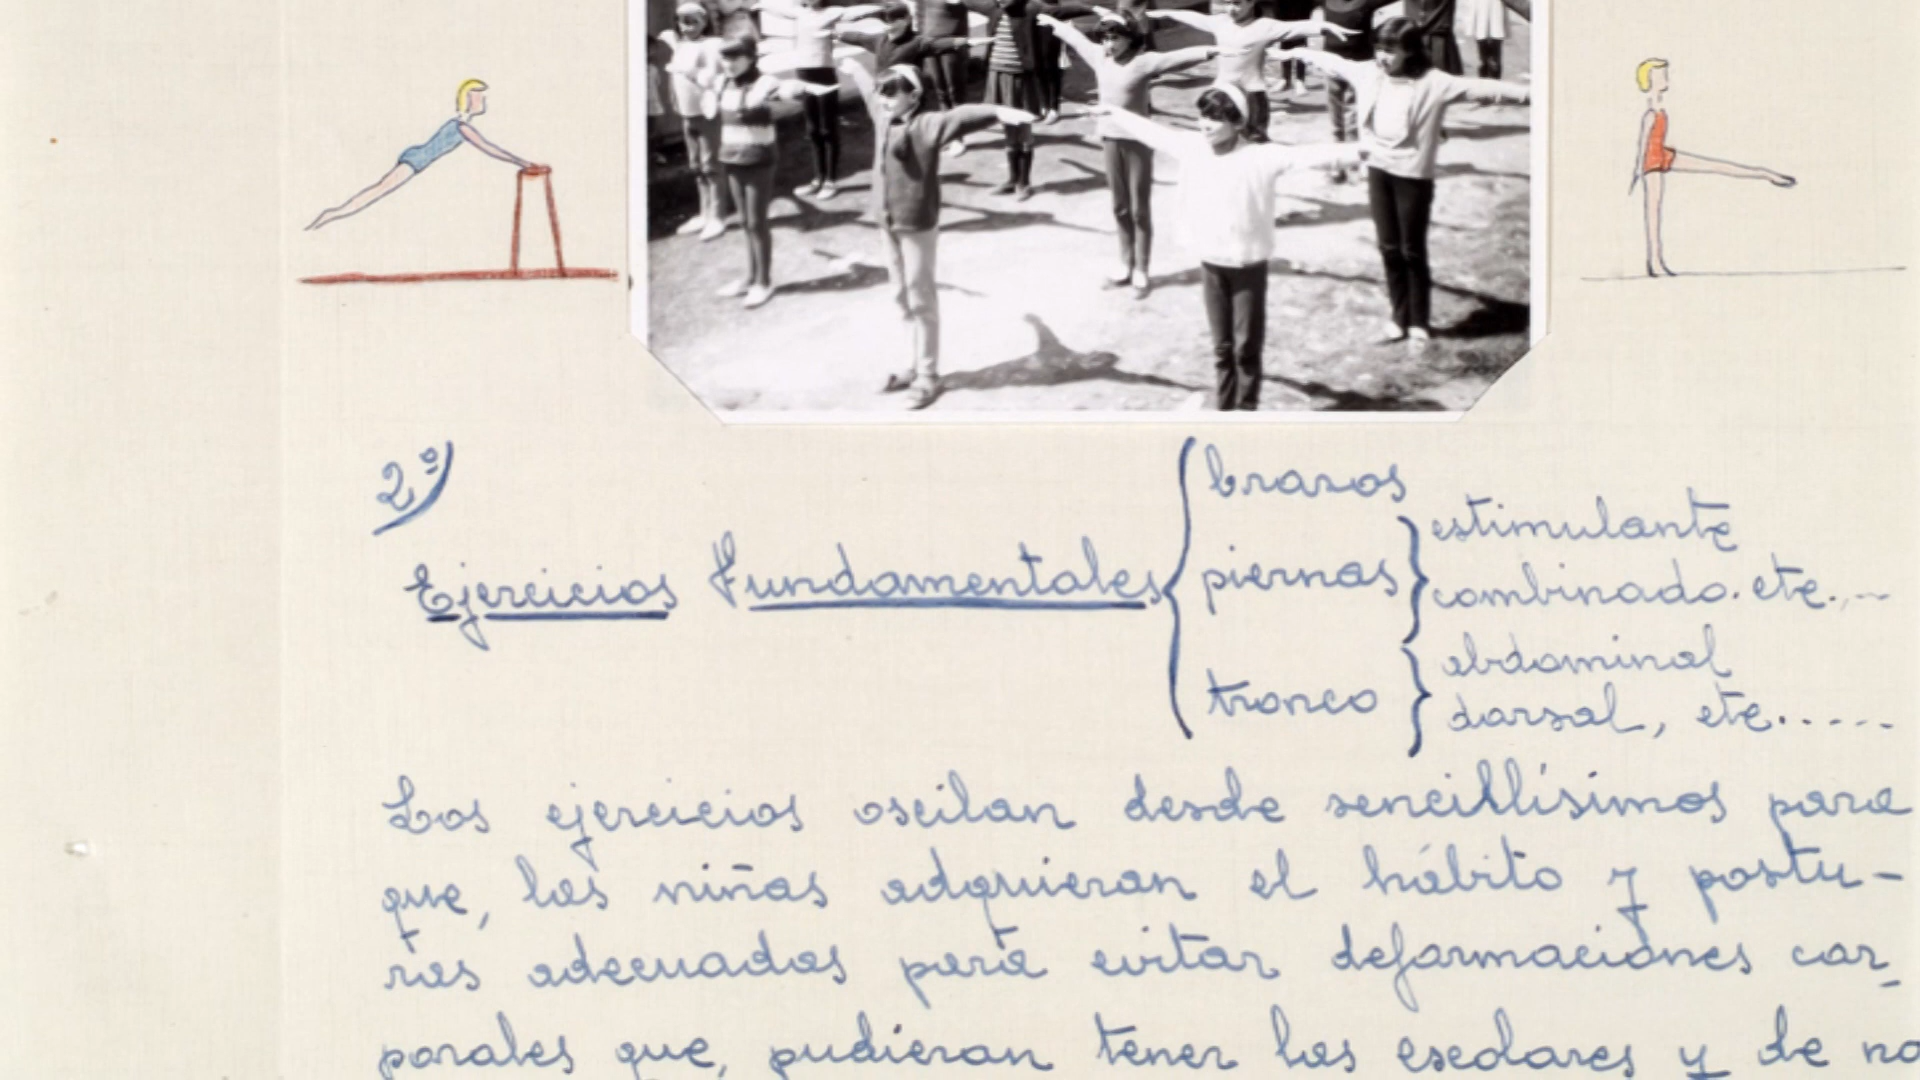 2º)
brazos
estimulante
Ejercicios Fundamentales piernas combinado. etc...
abdominal
tronco
dorsal, etc......
Los ejercicios oscilan desde sencillísimos para
que, las niñas adquieran el hábito y postu-
ras adecuadas para evitar deformaciones cor-
porales que, pudieran tener las escolares y de no